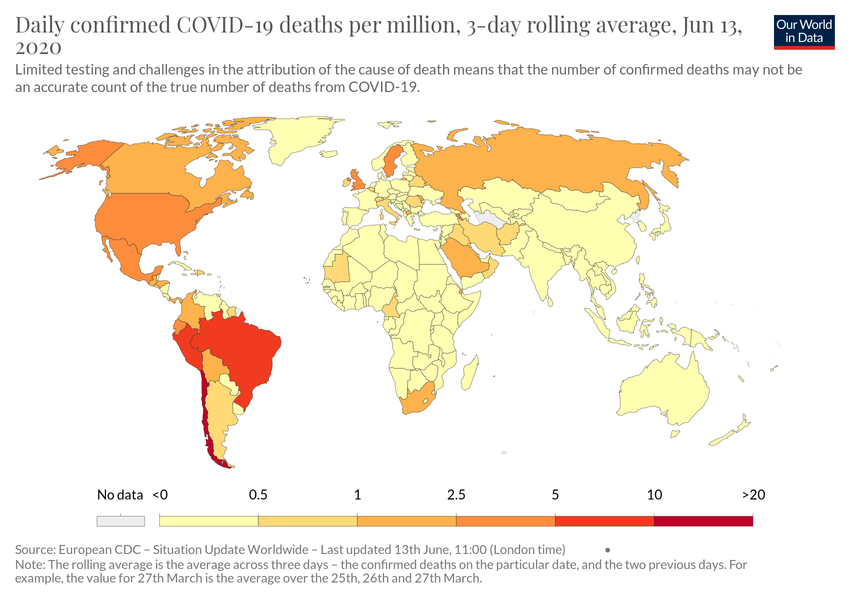 Daily confirmed COVID-19 deaths per million, 3-day rolling average, Jun 13,
2020
Our World
in Data
Limited testing and challenges in the attribution of the cause of death means that the number of confirmed deaths may not be
an accurate count of the true number of deaths from COVID-19.
No data <0 0.5 1 2.5 5 10 >20
Source: European CDC – Situation Update Worldwide – Last updated 13th June, 11:00 (London time)
Note: The rolling average is the average across three days – the confirmed deaths on the particular date, and the two previous days. For
example, the value for 27th March is the average over the 25th, 26th and 27th March.